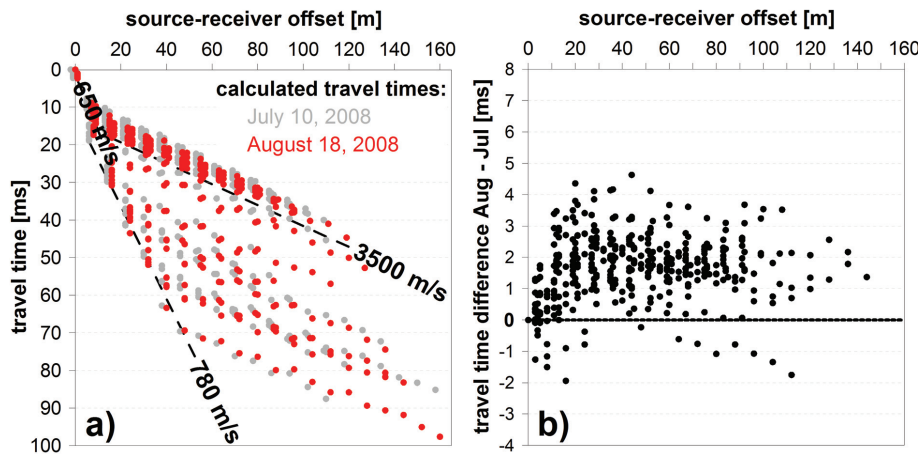 source-receiver offset [m]
0 20 40 60 80 100 120 140 160
travel time [ms]
0
10
20
30
40
50
60
70
80
90
100
650 m/s
calculated travel times:
July 10, 2008
August 18, 2008
3500 m/s
780 m/s
a)
source-receiver offset [m]
0 20 40 60 80 100 120 140 160
travel time difference Aug - Jul [ms]
8
7
6
5
4
3
2
1
0
-1
-2
-3
-4
b)